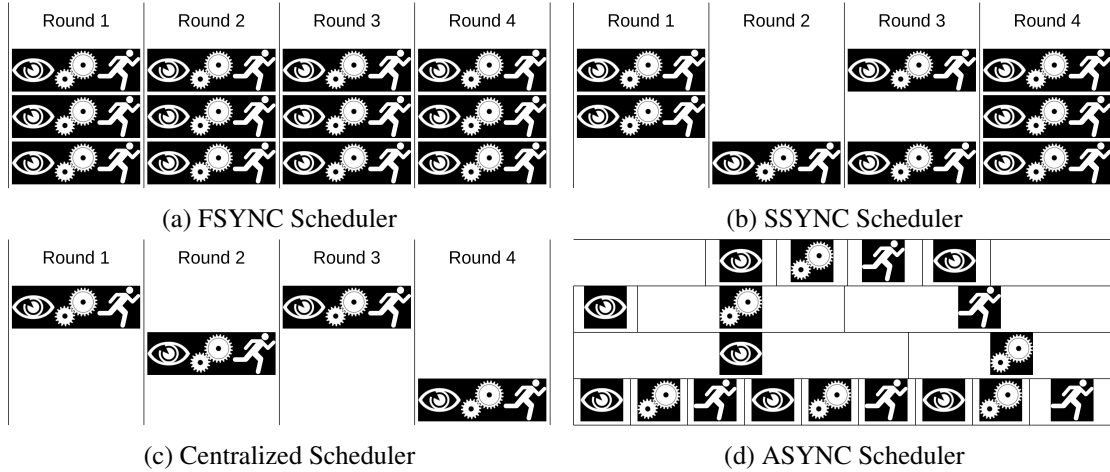 Round 1 Round 2 Round 3 Round 4
(a) FSYNC Scheduler
Round 1 Round 2 Round 3 Round 4
(b) SSYNC Scheduler
Round 1 Round 2 Round 3 Round 4
(c) Centralized Scheduler
(d) ASYNC Scheduler